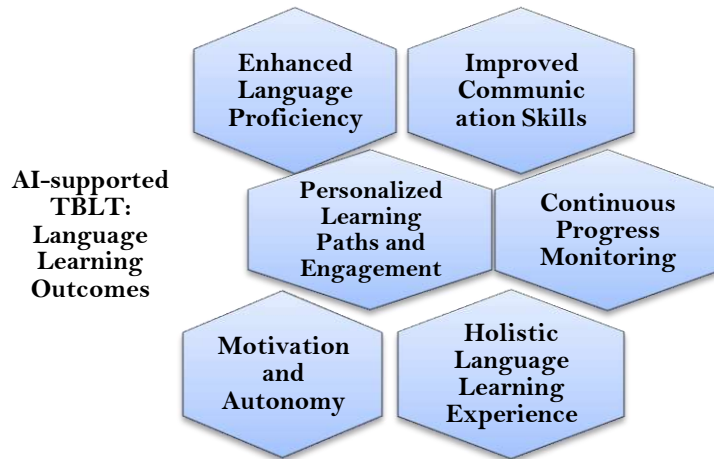 Enhanced
Language
Proficiency
Improved
Communic
ation Skills
AI-supported
TBLT:
Language
Learning
Outcomes
Personalized
Learning
Paths and
Engagement
Continuous
Progress
Monitoring
Motivation
and
Autonomy
Holistic
Language
Learning
Experience